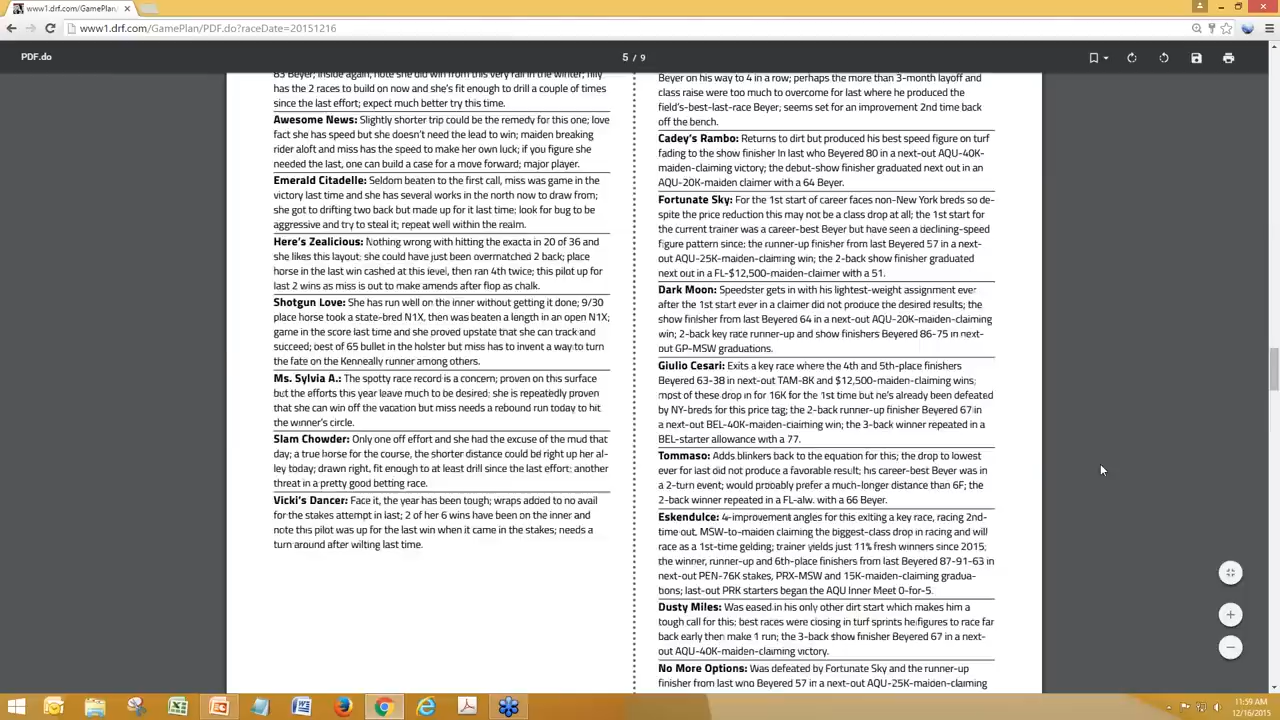 www1.drf.com/GamePlan/PDF
www1.drf.com/GamePlan/PDF.do?raceDate=20151216
PDF.do
5 / 9
83 Beyer; inside again, note she did win from this very rail in the winter; filly
has the 2 races to build on now and she's fit enough to drill a couple of times
since the last effort; expect much better try this time.
Awesome News: Slightly shorter trip could be the remedy for this one; love
fact she has speed but she doesn't need the lead to win; maiden breaking
rider aloft and miss has the speed to make her own luck; if you figure she
needed the last, one can build a case for a move forward; major player.
Emerald Citadelle: Seldom beaten to the first call, miss was game in the
victory last time and she has several works in the north now to draw from;
she got to drifting two back but made up for it last time; look for bug to be
aggressive and try to steal it; repeat well within the realm.
Here's Zealicious: Nothing wrong with hitting the exacta in 20 of 36 and
she likes this layout; she could have just been overmatched 2 back; place
horse in the last win cashed at this level, then ran 4th twice; this pilot up for
last 2 wins as miss is out to make amends after flop as chalk.
Shotgun Love: She has run well on the inner without getting it done; 9/30
place horse took a state-bred N1X, then was beaten a length in an open N1X;
game in the score last time and she proved upstate that she can track and
succeed; best of 65 bullet in the holster but miss has to invent a way to turn
the fate on the Kenneally runner among others.
Ms. Sylvia A.: The spotty race record is a concern; proven on this surface
but the efforts this year leave much to be desired; she is repeatedly proven
that she can win off the vacation but miss needs a rebound run today to hit
the winner's circle.
Slam Chowder: Only one off effort and she had the excuse of the mud that
day; a true horse for the course, the shorter distance could be right up her al-
ley today; drawn right, fit enough to at least drill since the last effort; another
threat in a pretty good betting race.
Vicki's Dancer: Face it, the year has been tough; wraps added to no avail
for the stakes attempt in last; 2 of her 6 wins have been on the inner and
note this pilot was up for the last win when it came in the stakes; needs a
turn around after wilting last time.
Beyer on his way to 4 in a row; perhaps the more than 3-month layoff and
class raise were too much to overcome for last where he produced the
field's-best-last-race Beyer; seems set for an improvement 2nd time back
off the bench.
Cadey's Rambo: Returns to dirt but produced his best speed figure on turf
fading to the show finisher In last who Beyered 80 in a next-out AQU-40K-
maiden-claiming victory; the debut-show finisher graduated next out in an
AQU-20K-maiden claimer with a 64 Beyer.
Fortunate Sky: For the 1st start of career faces non-New York breds so de-
spite the price reduction this may not be a class drop at all; the 1st start for
the current trainer was a career-best Beyer but have seen a declining-speed
figure pattern since; the runner-up finisher from last Beyered 57 in a next-
out AQU-25K-maiden-claiming win; the 2-back show finisher graduated
next out in a FL-$12,500-maiden-claimer with a 51.
Dark Moon: Speedster gets in with his lightest-weight assignment ever
after the 1st start ever in a claimer did not produce the desired results; the
show finisher from last Beyered 64 in a next-out AQU-20K-maiden-claiming
win; 2-back key race runner-up and show finishers Beyered 86-75 in next-
out GP-MSW graduations.
Giulio Cesari: Exits a key race where the 4th and 5th-place finishers
Beyered 63-38 in next-out TAM-8K and $12,500-maiden-claiming wins;
most of these drop in for 16K for the 1st time but he's already been defeated
by NY-breds for this price tag; the 2-back runner-up finisher Beyered 67 in
a next-out BEL-40K-maiden-claiming win; the 3-back winner repeated in a
BEL-starter allowance with a 77.
Tommaso: Adds blinkers back to the equation for this; the drop to lowest
ever for last did not produce a favorable result; his career-best Beyer was in
a 2-turn event; would probably prefer a much-longer distance than 6F; the
2-back winner repeated in a FL-alw. with a 66 Beyer.
Eskendulce: 4-improvement angles for this exiting a key race, racing 2nd-
time out, MSW-to-maiden claiming the biggest-class drop in racing and will
race as a 1st-time gelding; trainer yields just 11% fresh winners since 2015;
the winner, runner-up and 6th-place finishers from last Beyered 87-91-63 in
next-out PEN-76K stakes, PRX-MSW and 15K-maiden-claiming gradua-
tions; last-out PRK starters began the AQU Inner Meet 0-for-5.
Dusty Miles: Was eased in his only other dirt start which makes him a
tough call for this; best races were closing in turf sprints he figures to race far
back early then make 1 run; the 3-back show finisher Beyered 67 in a next-
out AQU-40K-maiden-claiming victory.
No More Options: Was defeated by Fortunate Sky and the runner-up
finisher from last who Beyered 57 in a next-out AQU-25K-maiden-claiming
11:59 AM
12/16/2015